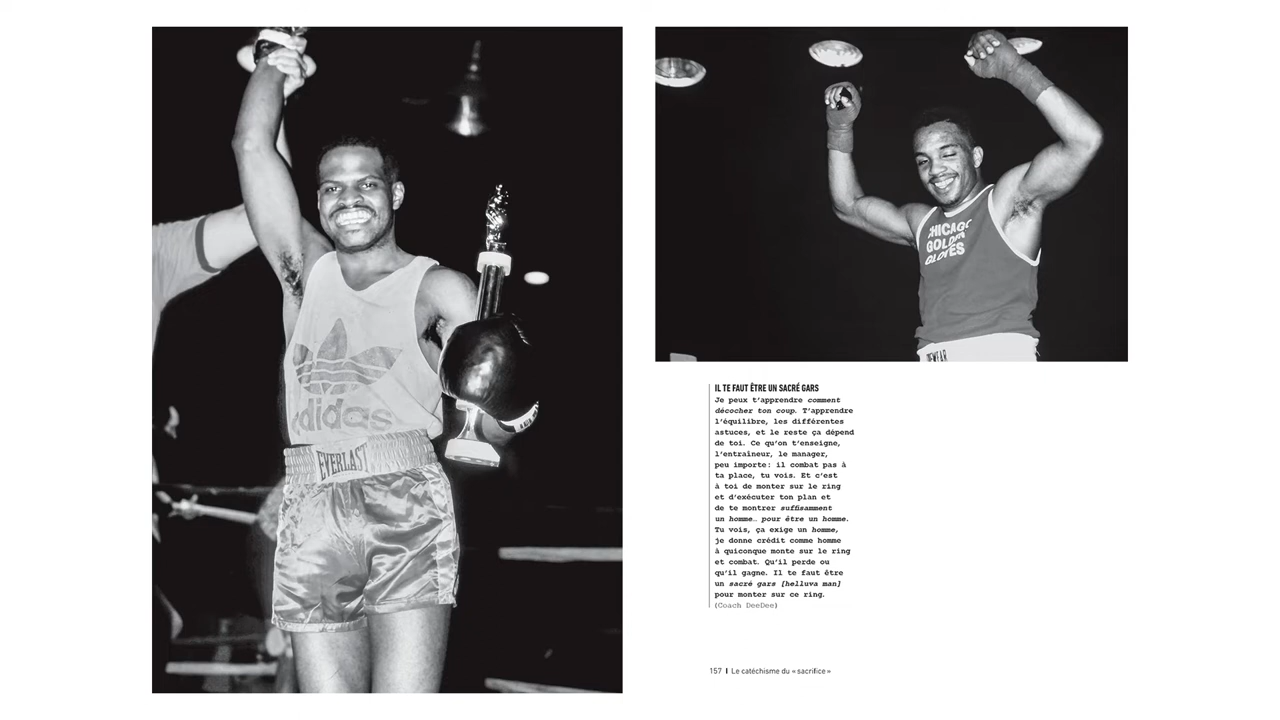 adidas
EVERLAST
CHICAGO
GOLDEN
GLOVES
IL TE FAUT ÊTRE UN SACRÉ GARS
Je peux t'apprendre comment
décocher ton coup. T'apprendre
l'équilibre, les différentes
astuces, et le reste ça dépend
de toi. Ce qu'on t'enseigne,
l'entraîneur, le manager,
peu importe: il combat pas à
ta place, tu vois. Et c'est
à toi de monter sur le ring
et d'exécuter ton plan et
de te montrer suffisamment
un homme… pour être un homme.
Tu vois, ça exige un homme,
je donne crédit comme homme
à quiconque monte sur le ring
et combat. Qu'il perde ou
qu'il gagne. Il te faut être
un sacré gars [helluva man]
pour monter sur ce ring.
(Coach DeeDee)
157 I Le catéchisme du « sacrifice »